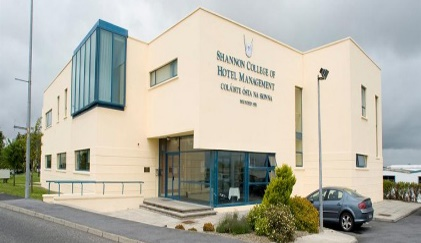 SHANNON COLLEGE OF
HOTEL MANAGEMENT
COLÁISTE ÓSTA NA SIONNA